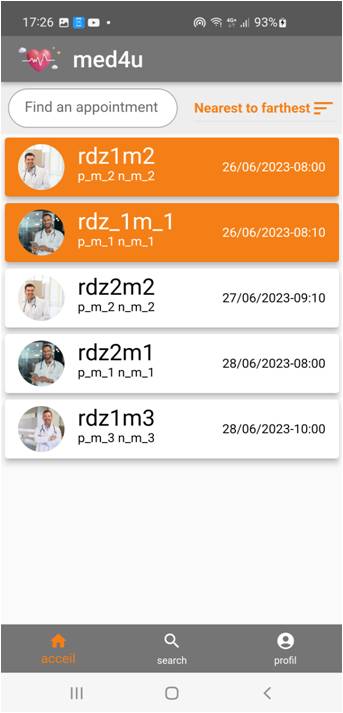 17:26 93%
med4u
Find an appointment Nearest to farthest
rdz1m2
p_m_2 n_m_2 26/06/2023-08:00
rdz_1m_1
p_m_1 n_m_1 26/06/2023-08:10
rdz2m2
p_m_2 n_m_2 27/06/2023-09:10
rdz2m1
p_m_1 n_m_1 28/06/2023-08:00
rdz1m3
p_m_3 n_m_3 28/06/2023-10:00
acceil search profil